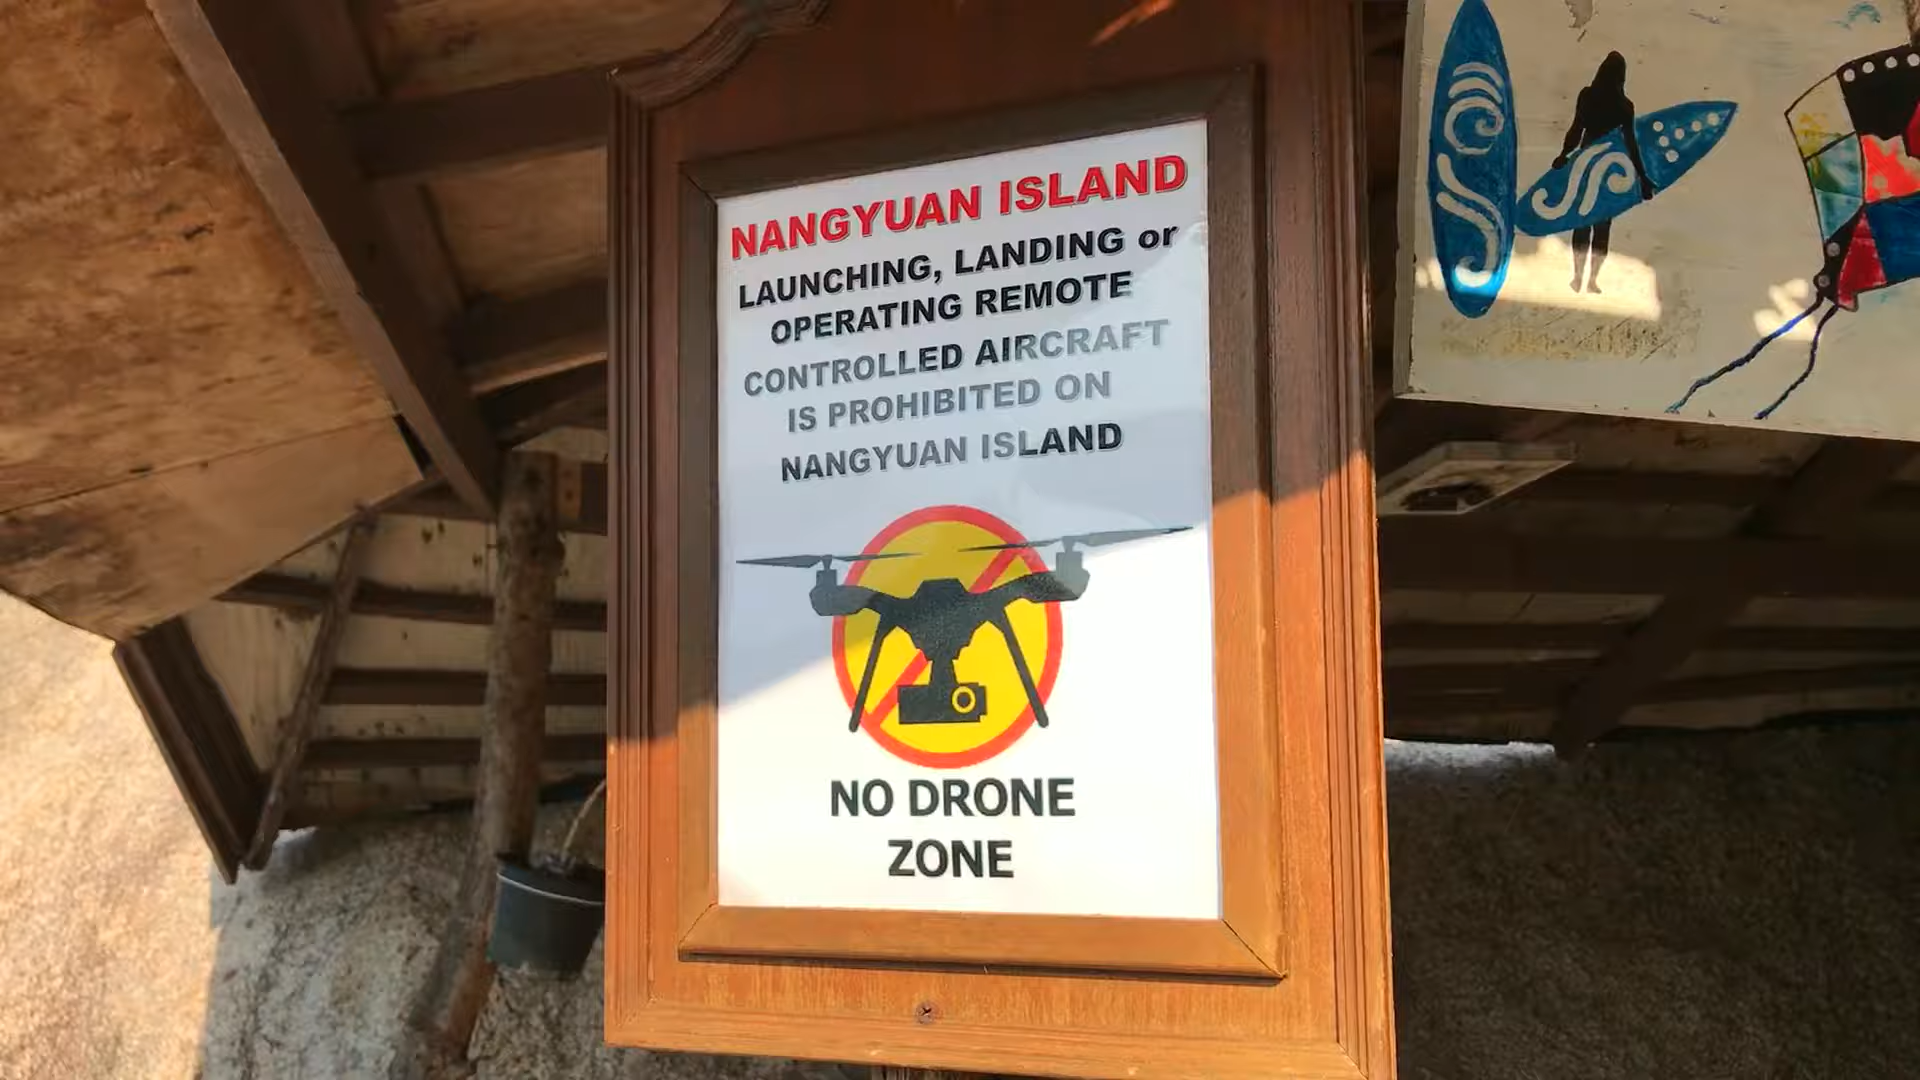 NANGYUAN ISLAND
LAUNCHING, LANDING or
OPERATING REMOTE
CONTROLLED AIRCRAFT
IS PROHIBITED ON
NANGYUAN ISLAND
NO DRONE
ZONE